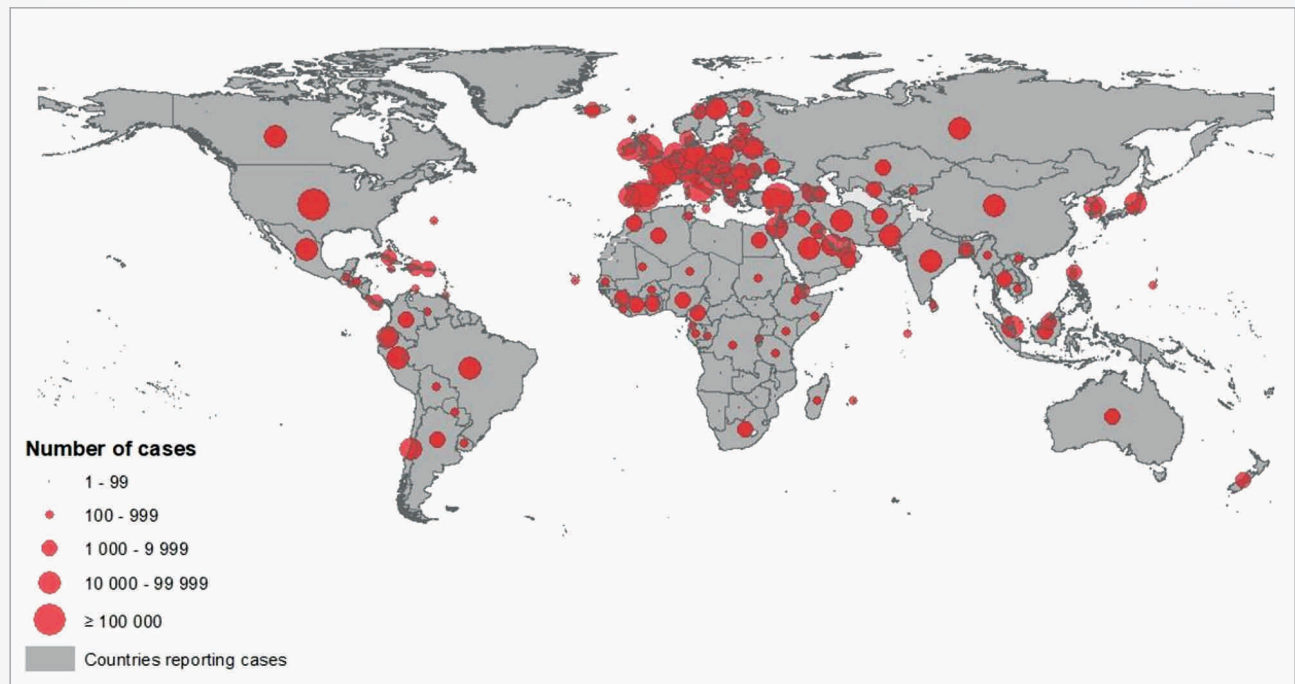 Number of cases
1 - 99
100 - 999
1 000 - 9 999
10 000 - 99 999
≥ 100 000
Countries reporting cases